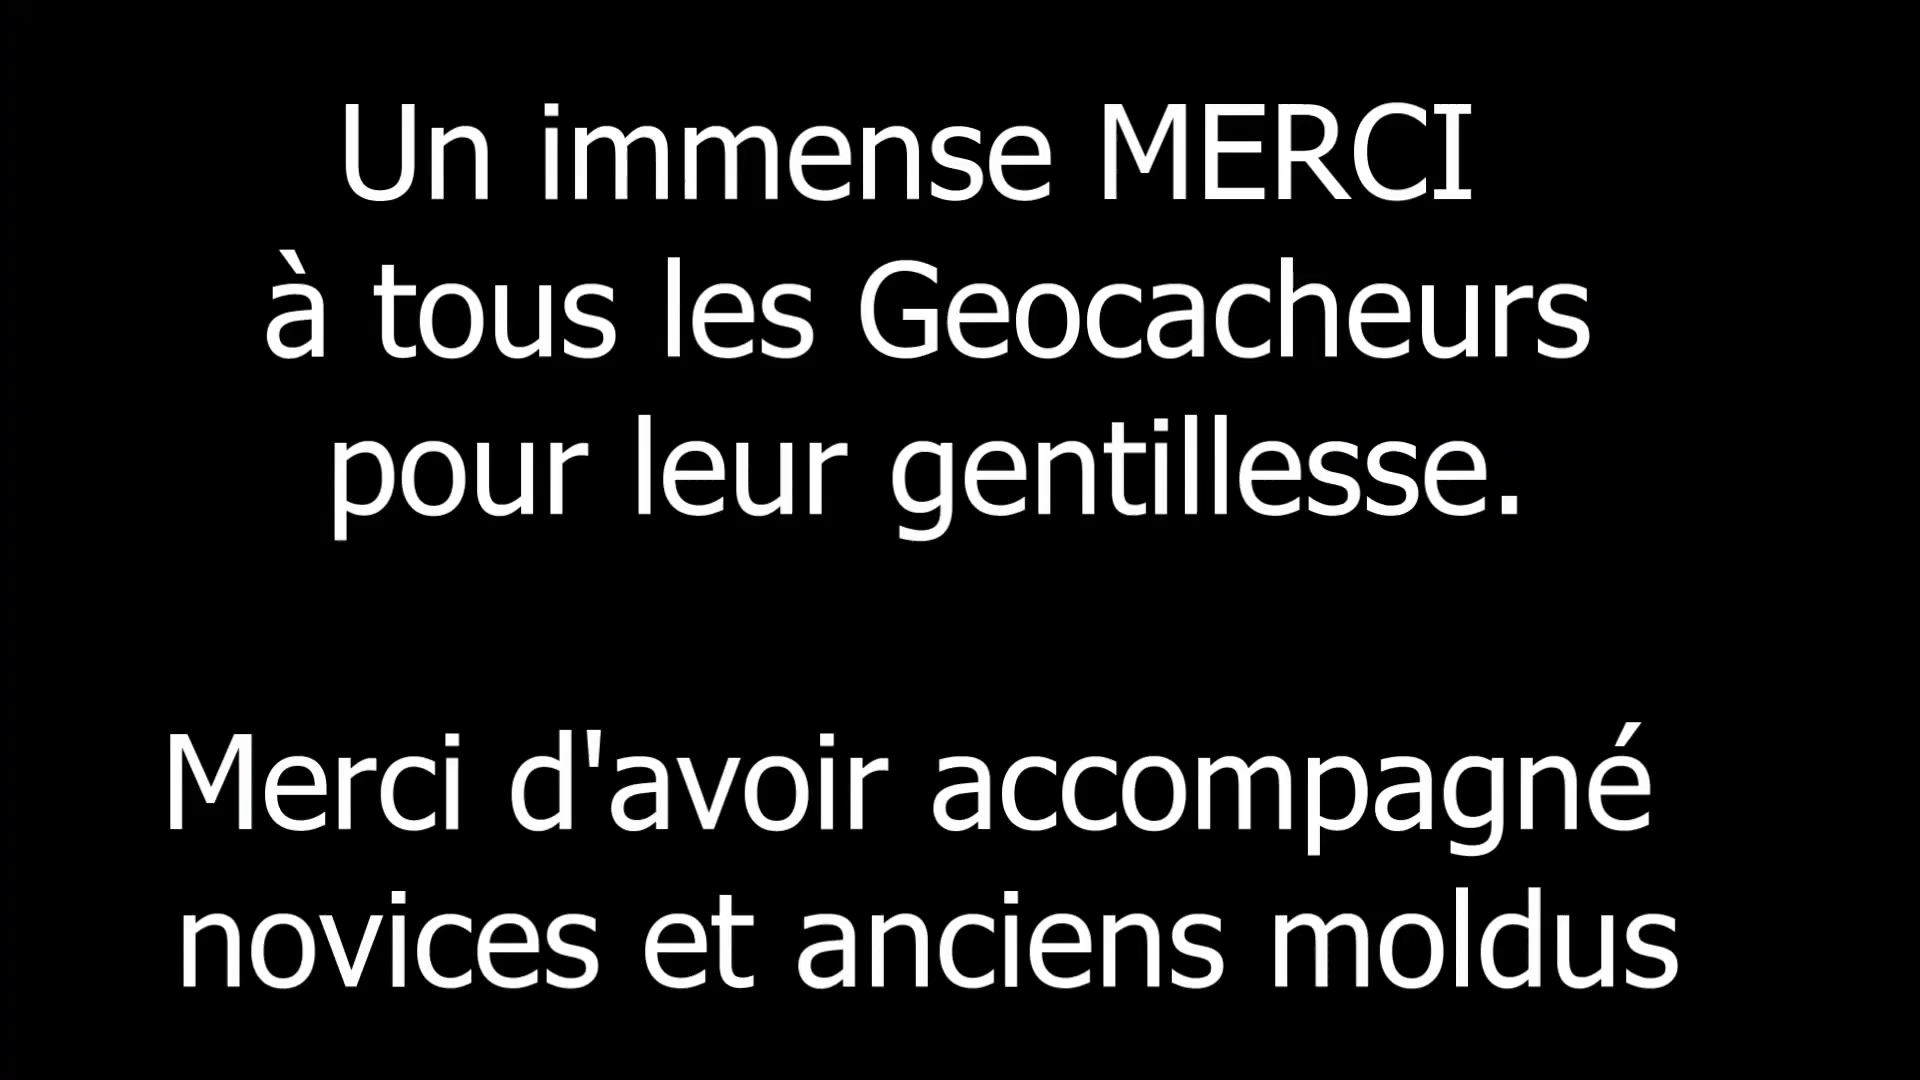 Un immense MERCI
à tous les Geocacheurs
pour leur gentillesse.
Merci d'avoir accompagné
novices et anciens moldus